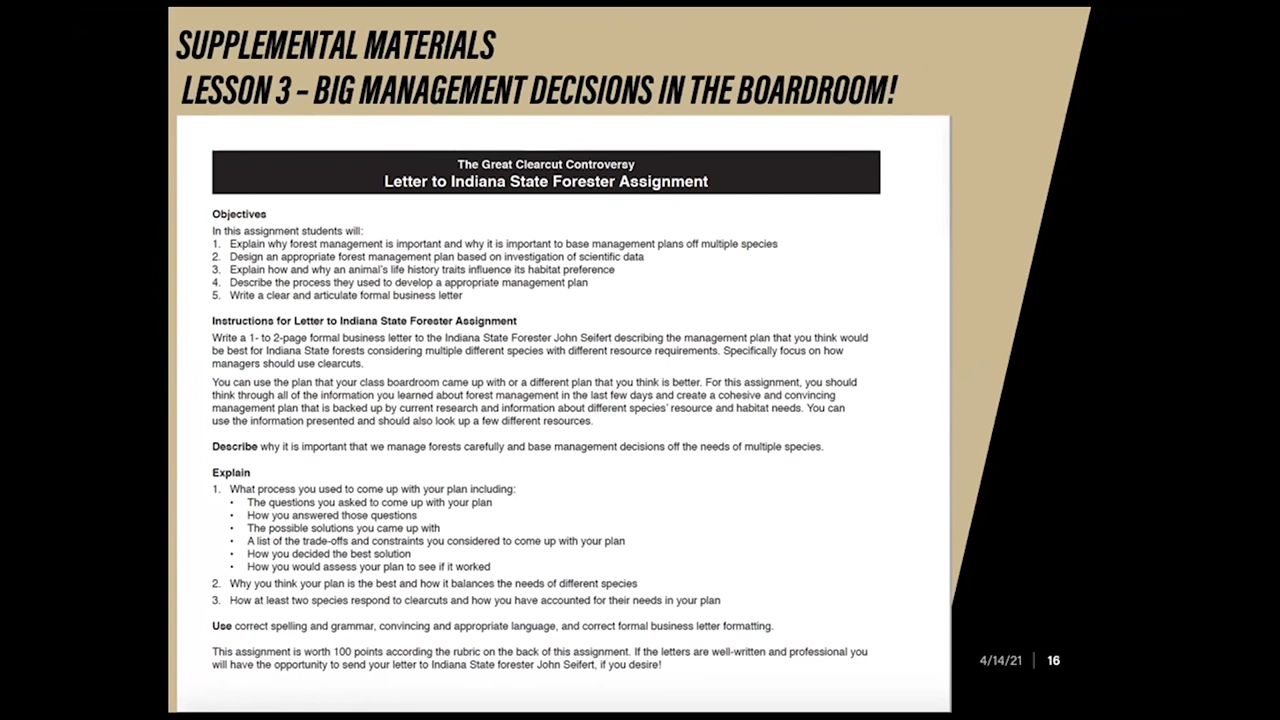 SUPPLEMENTAL MATERIALS
LESSON 3 – BIG MANAGEMENT DECISIONS IN THE BOARDROOM!
The Great Clearcut Controversy
Letter to Indiana State Forester Assignment
Objectives
In this assignment students will:
1. Explain why forest management is important and why it is important to base management plans off multiple species
2. Design an appropriate forest management plan based on investigation of scientific data
3. Explain how and why an animal's life history traits influence its habitat preference
4. Describe the process they used to develop a appropriate management plan
5. Write a clear and articulate formal business letter
Instructions for Letter to Indiana State Forester Assignment
Write a 1- to 2-page formal business letter to the Indiana State Forester John Seifert describing the management plan that you think would
be best for Indiana State forests considering multiple different species with different resource requirements. Specifically focus on how
managers should use clearcuts.
You can use the plan that your class boardroom came up with or a different plan that you think is better. For this assignment, you should
think through all of the information you learned about forest management in the last few days and create a cohesive and convincing
management plan that is backed up by current research and information about different species' resource and habitat needs. You can
use the information presented and should also look up a few different resources.
Describe why it is important that we manage forests carefully and base management decisions off the needs of multiple species.
Explain
1. What process you used to come up with your plan including:
• The questions you asked to come up with your plan
• How you answered those questions
• The possible solutions you came up with
• A list of the trade-offs and constraints you considered to come up with your plan
• How you decided the best solution
• How you would assess your plan to see if it worked
2. Why you think your plan is the best and how it balances the needs of different species
3. How at least two species respond to clearcuts and how you have accounted for their needs in your plan
Use correct spelling and grammar, convincing and appropriate language, and correct formal business letter formatting.
This assignment is worth 100 points according the rubric on the back of this assignment. If the letters are well-written and professional you
will have the opportunity to send your letter to Indiana State forester John Seifert, if you desire!
4/14/21 | 16